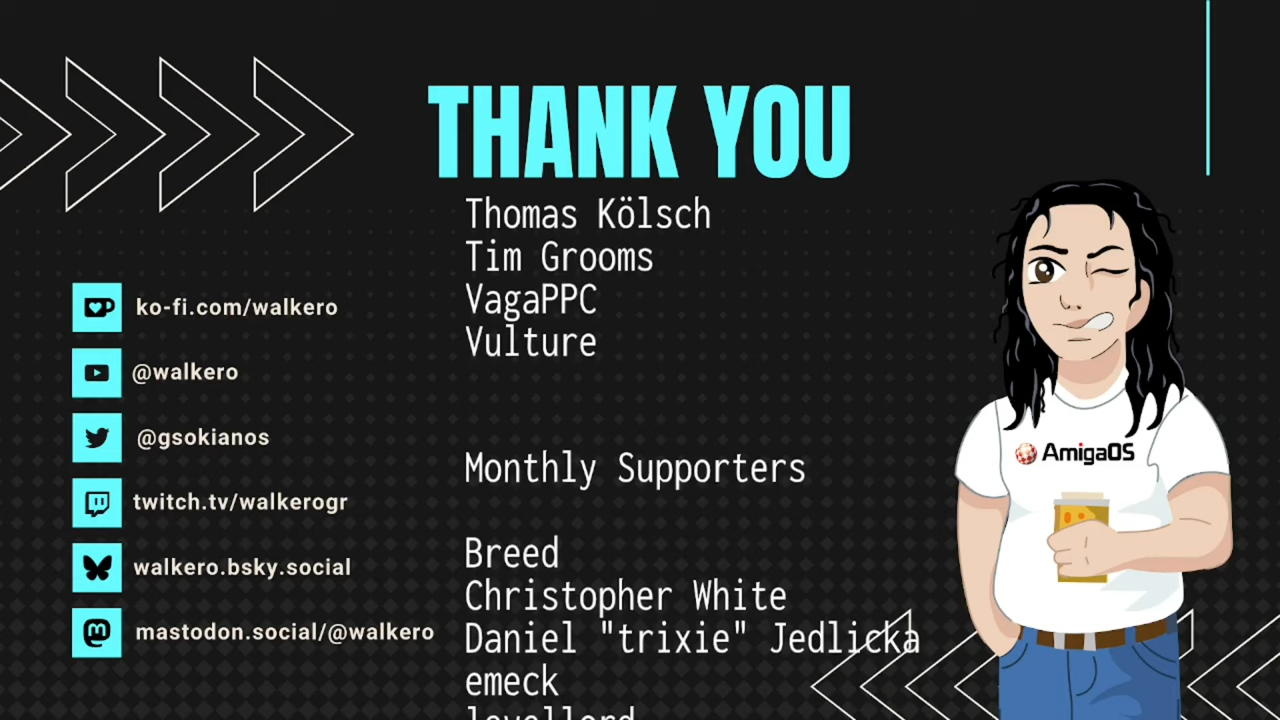 THANK YOU
Thomas Kölsch
Tim Grooms
VagaPPC
Vulture
Monthly Supporters
Breed
Christopher White
Daniel "trixie" Jedlicka
emeck
ko-fi.com/walkero
@walkero
@gsokianos
twitch.tv/walkerogr
walkero.bsky.social
mastodon.social/@walkero
AmigaOS